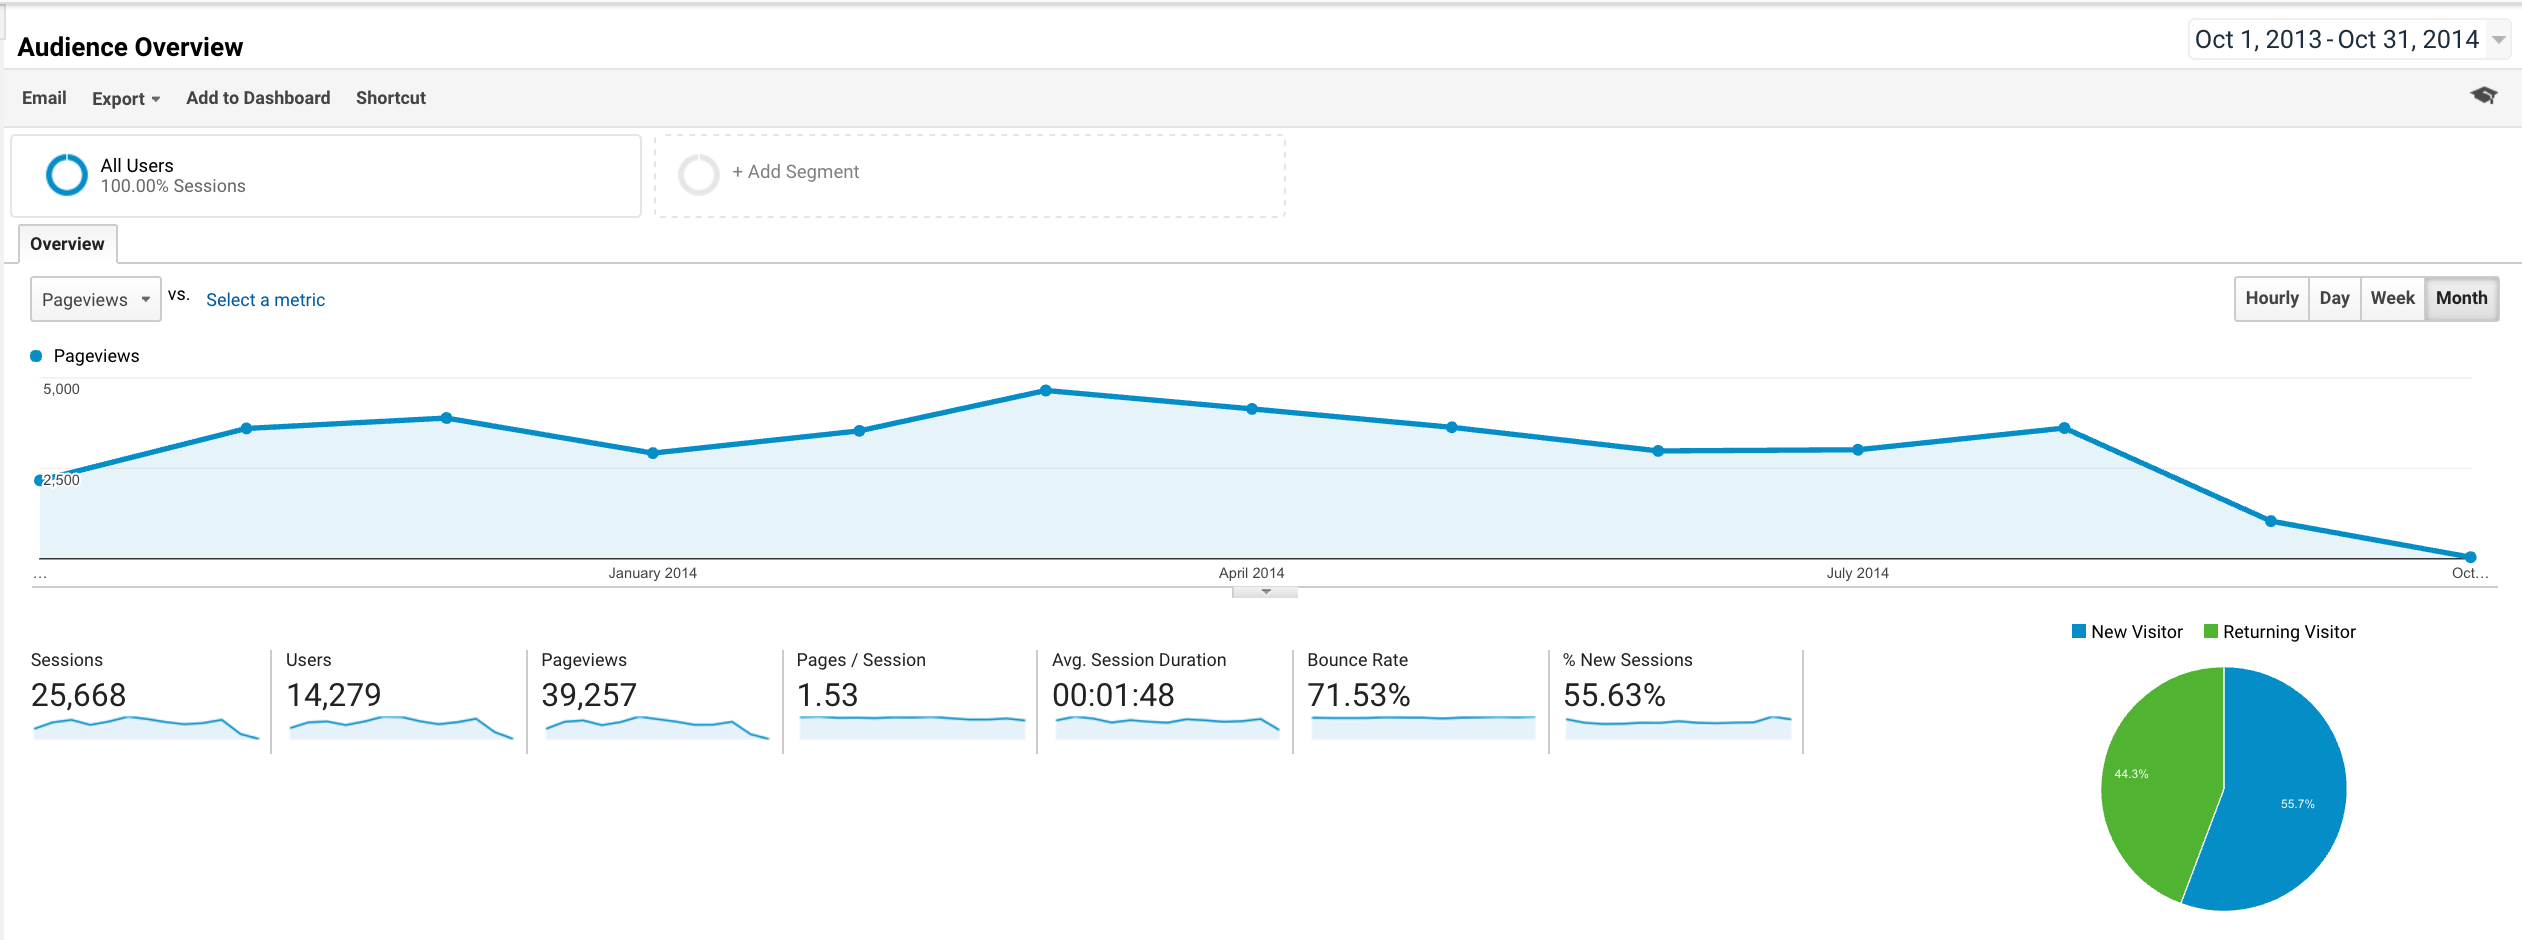 Audience Overview
Oct 1, 2013 - Oct 31, 2014
Email Export Add to Dashboard Shortcut
All Users
100.00% Sessions
+ Add Segment
Overview
Pageviews vs. Select a metric
Hourly Day Week Month
Pageviews
5,000
2,500
... January 2014 April 2014 July 2014 Oct...
New Visitor Returning Visitor
Sessions Users Pageviews Pages / Session Avg. Session Duration Bounce Rate % New Sessions
25,668 14,279 39,257 1.53 00:01:48 71.53% 55.63%
44.3%
55.7%